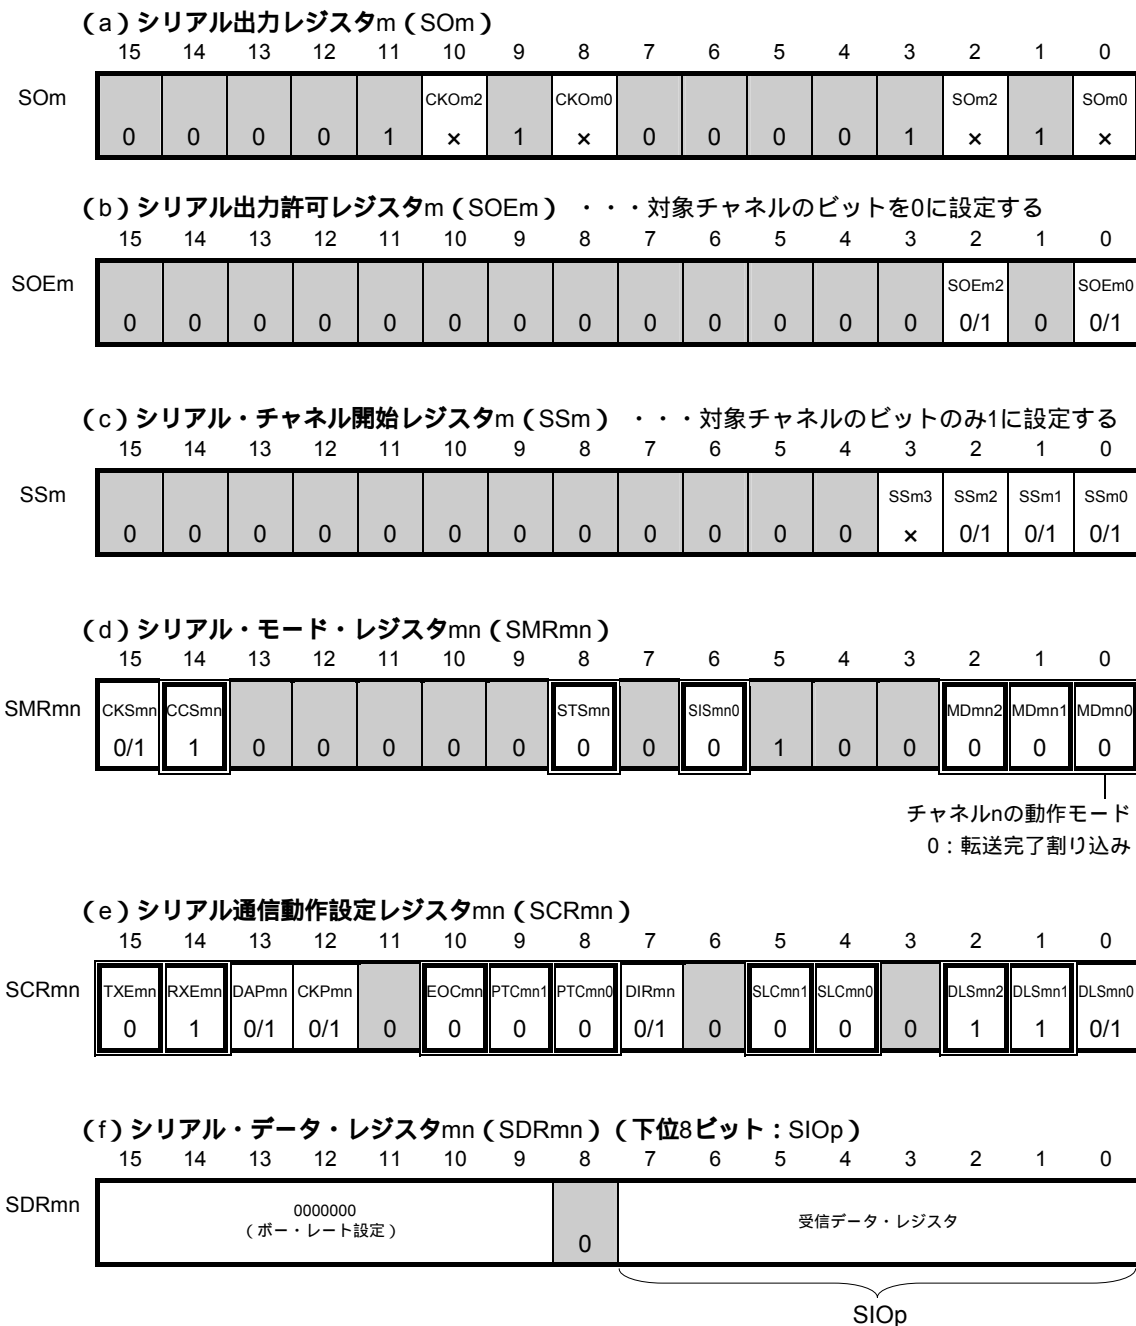 （a）シリアル出力レジスタm（SOm）
15 14 13 12 11 10 9 8 7 6 5 4 3 2 1 0
SOm
CKOm2 CKOm0 SOm2 SOm0
0 0 0 0 1 × 1 × 0 0 0 0 1 × 1 ×
（b）シリアル出力許可レジスタm（SOEm） ・・・対象チャネルのビットを0に設定する
15 14 13 12 11 10 9 8 7 6 5 4 3 2 1 0
SOEm
SOEm2 SOEm0
0 0 0 0 0 0 0 0 0 0 0 0 0 0/1 0 0/1
（c）シリアル・チャネル開始レジスタm（SSm） ・・・対象チャネルのビットのみ1に設定する
15 14 13 12 11 10 9 8 7 6 5 4 3 2 1 0
SSm
SSm3 SSm2 SSm1 SSm0
0 0 0 0 0 0 0 0 0 0 0 0 × 0/1 0/1 0/1
（d）シリアル・モード・レジスタmn（SMRmn）
15 14 13 12 11 10 9 8 7 6 5 4 3 2 1 0
SMRmn
CKSmn CCSmn STSmn SISmn0 MDmn2 MDmn1 MDmn0
0/1 1 0 0 0 0 0 0 0 0 1 0 0 0 0 0
チャネルnの動作モード
0：転送完了割り込み
（e）シリアル通信動作設定レジスタmn（SCRmn）
15 14 13 12 11 10 9 8 7 6 5 4 3 2 1 0
SCRmn
TXEmn RXEmn DAPmn CKPmn EOCmn PTCmn1 PTCmn0 DIRmn SLCmn1 SLCmn0 DLSmn2 DLSmn1 DLSmn0
0 1 0/1 0/1 0 0 0 0 0/1 0 0 0 0 1 1 0/1
（f）シリアル・データ・レジスタmn（SDRmn）（下位8ビット：SIOp）
15 14 13 12 11 10 9 8 7 6 5 4 3 2 1 0
SDRmn
0000000
（ボー・レート設定）
0
受信データ・レジスタ
SIOp